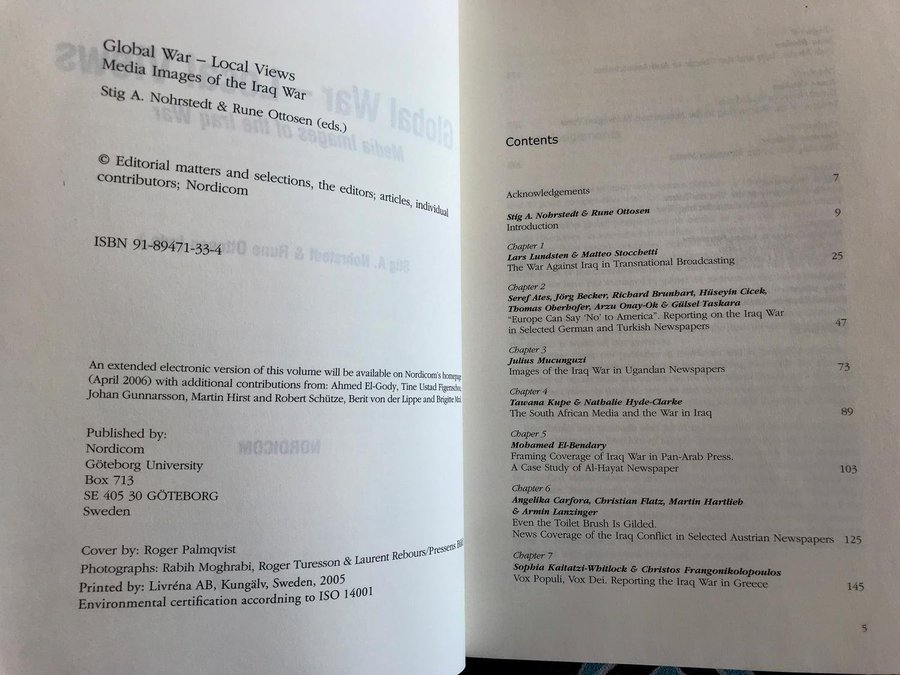 Global War – Local Views
Media Images of the Iraq War
Stig A. Nohrstedt & Rune Ottosen (eds.)
© Editorial matters and selections, the editors; articles, individual
contributors; Nordicom
ISBN 91-89471-33-4
An extended electronic version of this volume will be available on Nordicom's homepage
(April 2006) with additional contributions from: Ahmed El-Gody, Tine Ustad Figenschou,
Johan Gunnarsson, Martin Hirst and Robert Schütze, Berit von der Lippe and Brigitte
Published by:
Nordicom
Göteborg University
Box 713
SE 405 30 GÖTEBORG
Sweden
Cover by: Roger Palmqvist
Photographs: Rabih Moghrabi, Roger Turesson & Laurent Rebours/Pressens
Printed by: Livréna AB, Kungälv, Sweden, 2005
Environmental certification accordning to ISO 14001
Contents
Acknowledgements 7
Stig A. Nohrstedt & Rune Ottosen
Introduction 9
Chapter 1
Lars Lundsten & Matteo Stocchetti
The War Against Iraq in Transnational Broadcasting 25
Chapter 2
Seref Ates, Jörg Becker, Richard Brunhart, Hüseyin Cicek,
Thomas Oberhofer, Arzu Onay-Ok & Gülsel Taskara
"Europe Can Say 'No' to America". Reporting on the Iraq War
in Selected German and Turkish Newspapers 47
Chapter 3
Julius Mucunguzi
Images of the Iraq War in Ugandan Newspapers 73
Chapter 4
Tawana Kupe & Nathalie Hyde-Clarke
The South African Media and the War in Iraq 89
Chaper 5
Mohamed El-Bendary
Framing Coverage of Iraq War in Pan-Arab Press.
A Case Study of Al-Hayat Newspaper 103
Chapter 6
Angelika Carfora, Christian Flatz, Martin Hartlieb
& Armin Lanzinger
Even the Toilet Brush Is Gilded.
News Coverage of the Iraq Conflict in Selected Austrian Newspapers 125
Chapter 7
Sophia Kaitatzi-Whitlock & Christos Frangonikolopoulos
Vox Populi, Vox Dei. Reporting the Iraq War in Greece 145
5